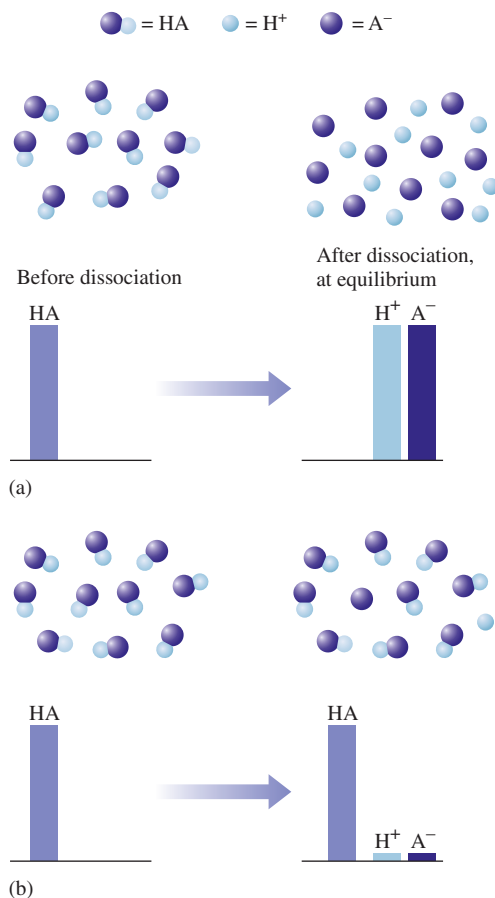 = HA = H⁺ = A⁻
Before dissociation
After dissociation,
at equilibrium
HA
H⁺ A⁻
(a)
HA
HA
H⁺ A⁻
(b)